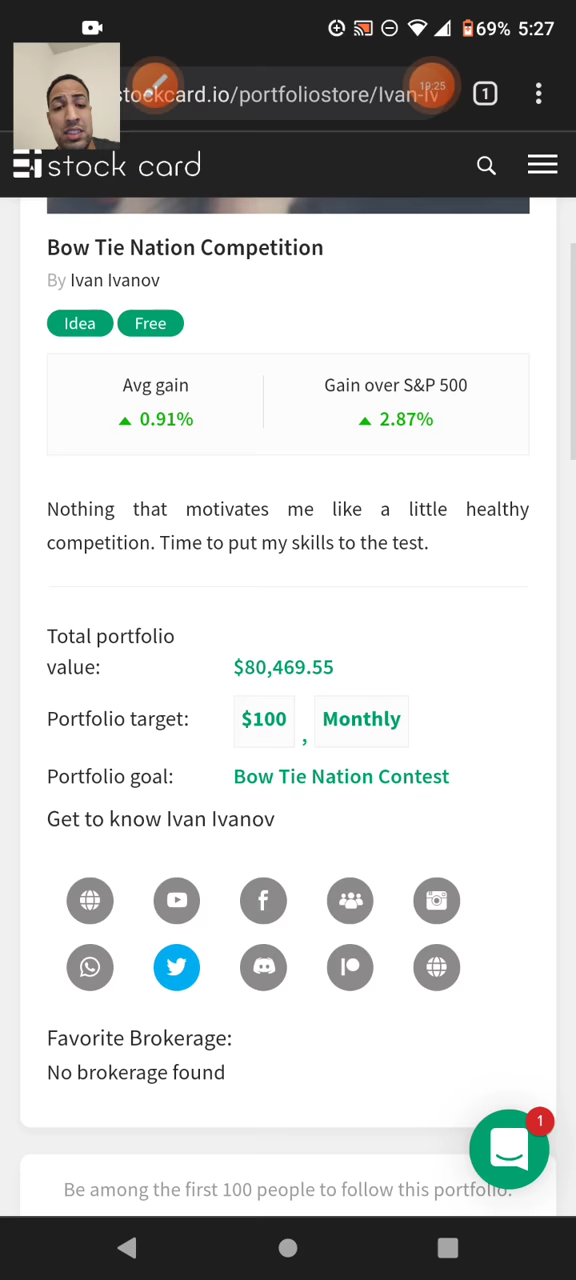 69% 5:27
stockcard.io/portfoliostore/Ivan-Iv
19:25
1
stock card
Bow Tie Nation Competition
By Ivan Ivanov
Idea Free
Avg gain
Gain over S&P 500
0.91%
2.87%
Nothing that motivates me like a little healthy
competition. Time to put my skills to the test.
Total portfolio
value:
$80,469.55
Portfolio target: $100 , Monthly
Portfolio goal: Bow Tie Nation Contest
Get to know Ivan Ivanov
Favorite Brokerage:
No brokerage found
1
Be among the first 100 people to follow this portfolio.